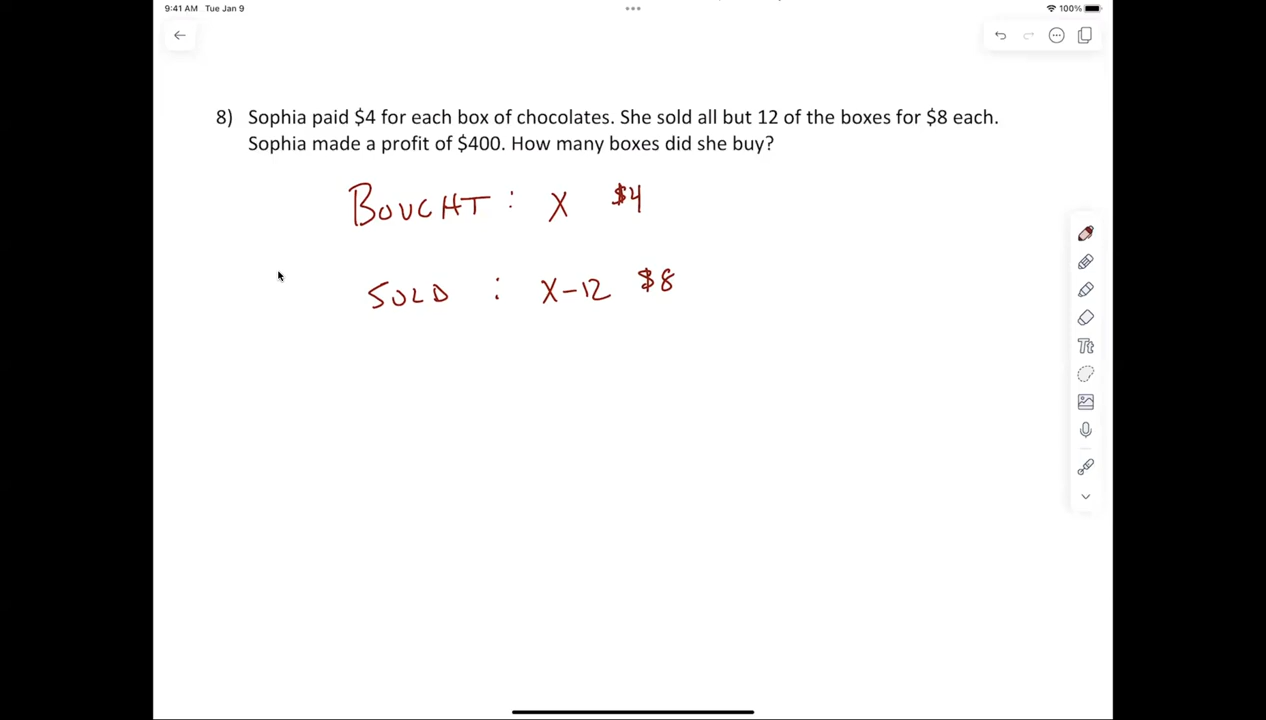 9:41 AM Tue Jan 9
100%
8) Sophia paid $4 for each box of chocolates. She sold all but 12 of the boxes for $8 each.
Sophia made a profit of $400. How many boxes did she buy?
BOUGHT : X $4
SOLD : X-12 $8
Tt